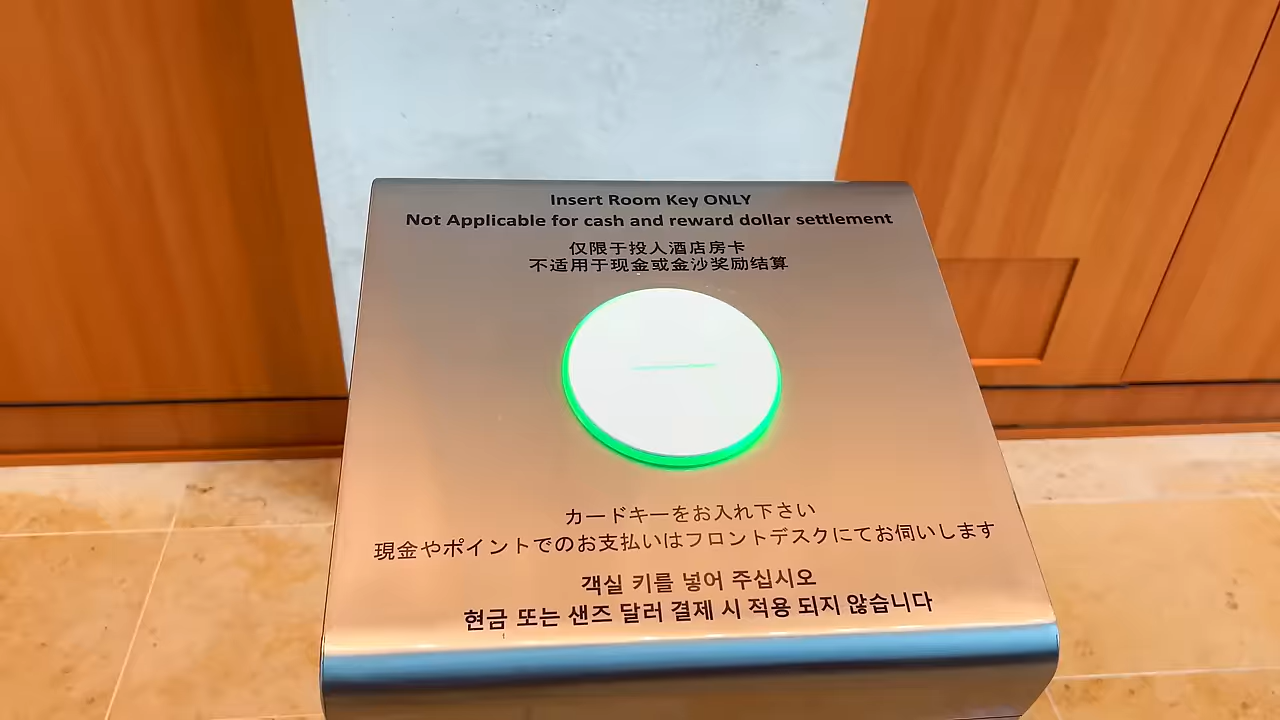 Insert Room Key ONLY
Not Applicable for cash and reward dollar settlement
仅限于投入酒店房卡
不适用于现金或金沙奖励结算
カードキーをお入れ下さい
現金やポイントでのお支払いはフロントデスクにてお伺いします
객실 키를 넣어 주십시오
현금 또는 샌즈 달러 결제 시 적용 되지 않습니다